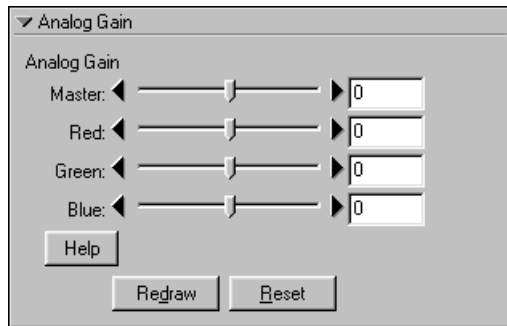 Analog Gain
Analog Gain
Master: 0
Red: 0
Green: 0
Blue: 0
Help
Redraw Reset